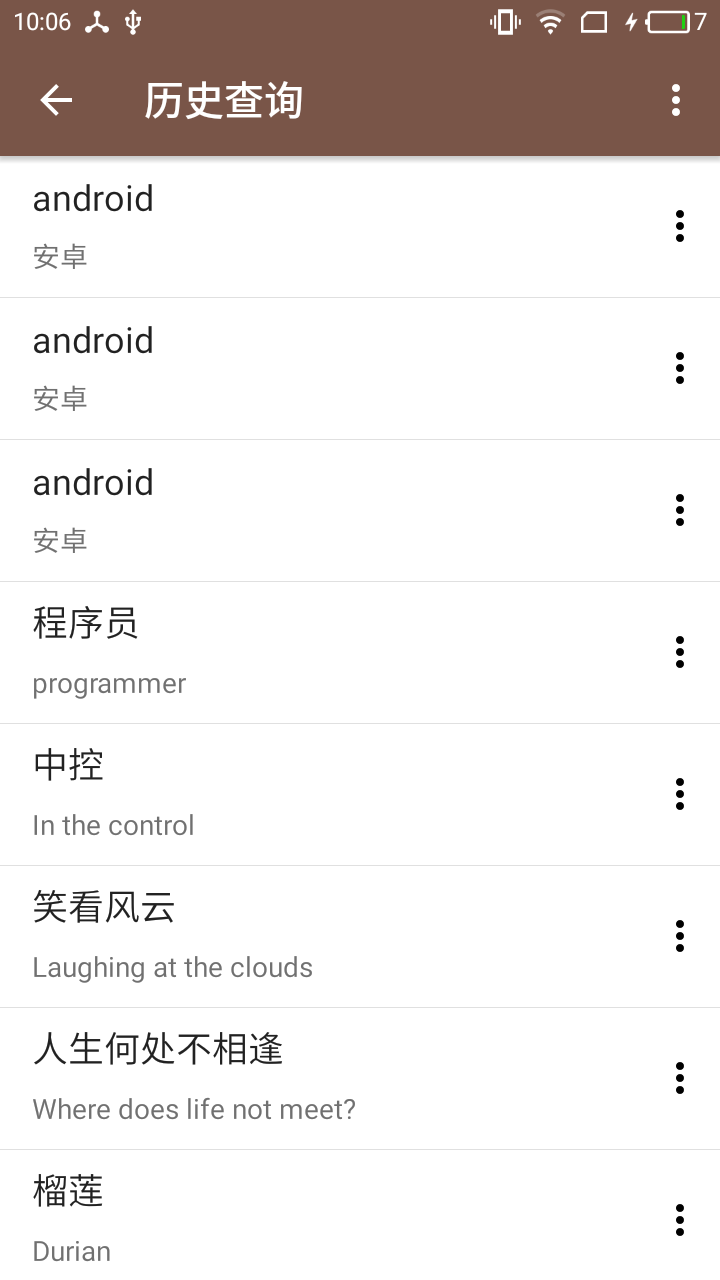 10:06
7
历史查询
android
安卓
android
安卓
android
安卓
程序员
programmer
中控
In the control
笑看风云
Laughing at the clouds
人生何处不相逢
Where does life not meet?
榴莲
Durian